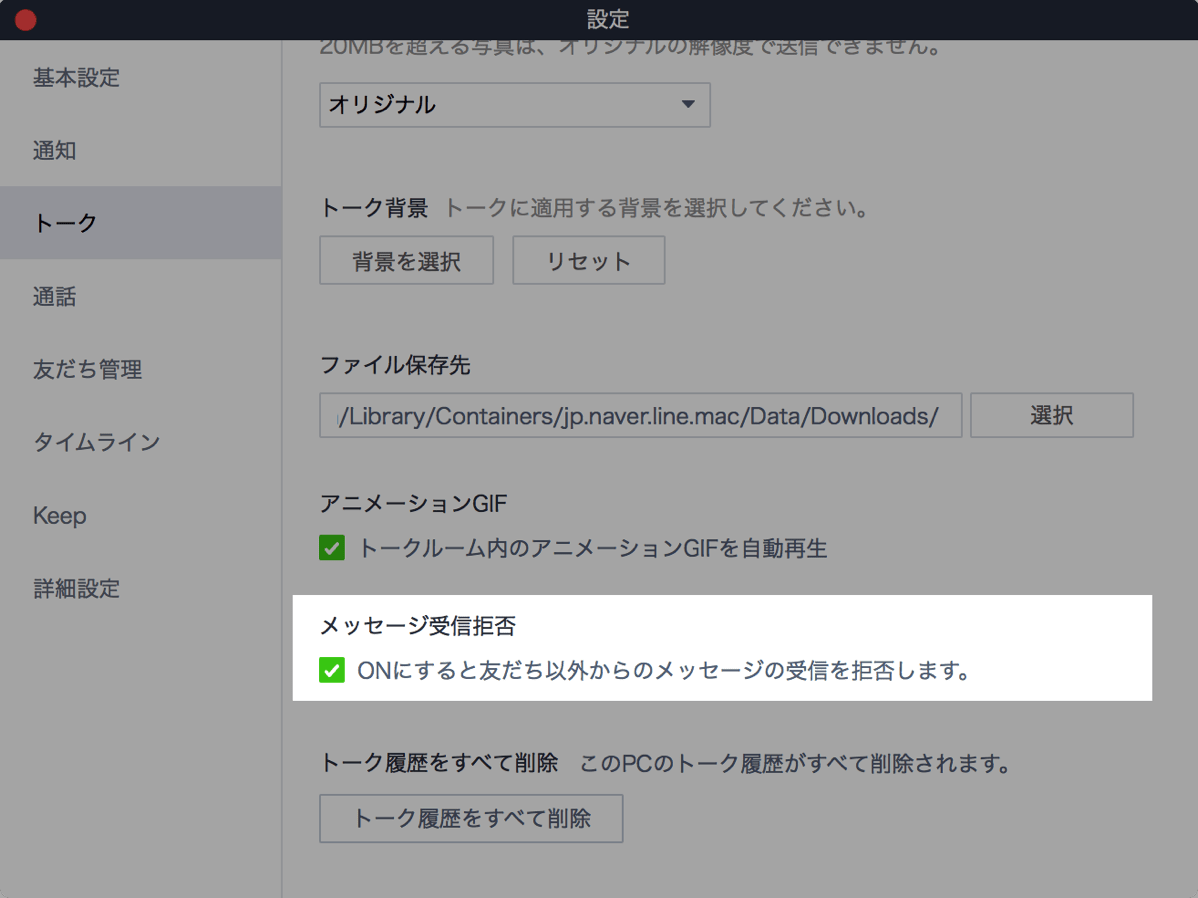 設定
基本設定
通知
トーク
通話
友だち管理
タイムライン
Keep
詳細設定
20MBを超える写真は、オリジナルの解像度で送信できません。
オリジナル
トーク背景 トークに適用する背景を選択してください。
背景を選択 リセット
ファイル保存先
/Library/Containers/jp.naver.line.mac/Data/Downloads/ 選択
アニメーションGIF
トークルーム内のアニメーションGIFを自動再生
メッセージ受信拒否
ONにすると友だち以外からのメッセージの受信を拒否します。
トーク履歴をすべて削除 このPCのトーク履歴がすべて削除されます。
トーク履歴をすべて削除